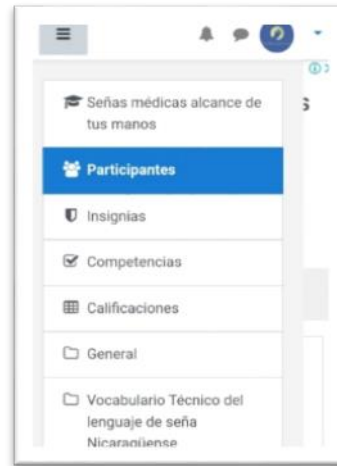 Señas médicas alcance de
tus manos
s
Participantes
Insignias
Competencias
Calificaciones
General
Vocabulario Técnico del
lenguaje de seña
Nicaragüense